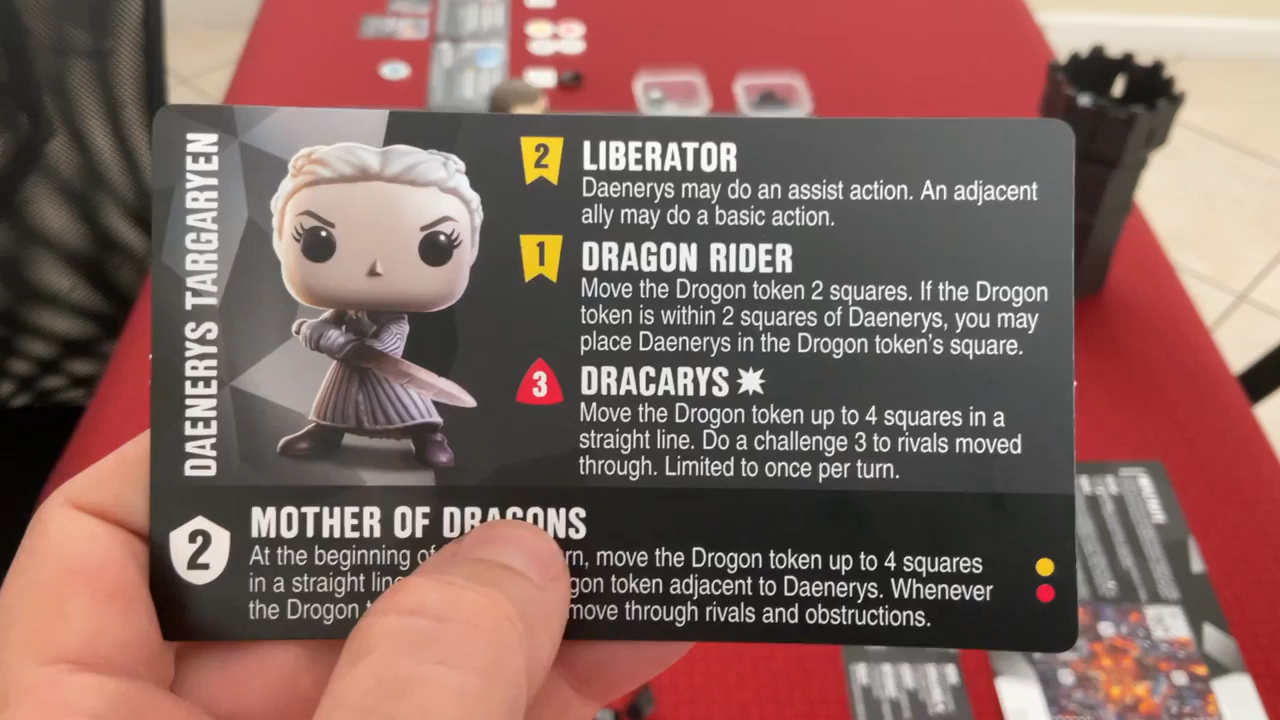 DAENERYS TARGARYEN
2 LIBERATOR
Daenerys may do an assist action. An adjacent
ally may do a basic action.
1 DRAGON RIDER
Move the Drogon token 2 squares. If the Drogon
token is within 2 squares of Daenerys, you may
place Daenerys in the Drogon token's square.
3 DRACARYS
Move the Drogon token up to 4 squares in a
straight line. Do a challenge 3 to rivals moved
through. Limited to once per turn.
2 MOTHER OF DRAGONS
At the beginning of move the Drogon token up to 4 squares
in a straight token adjacent to Daenerys. Whenever
the Drogon move through rivals and obstructions.